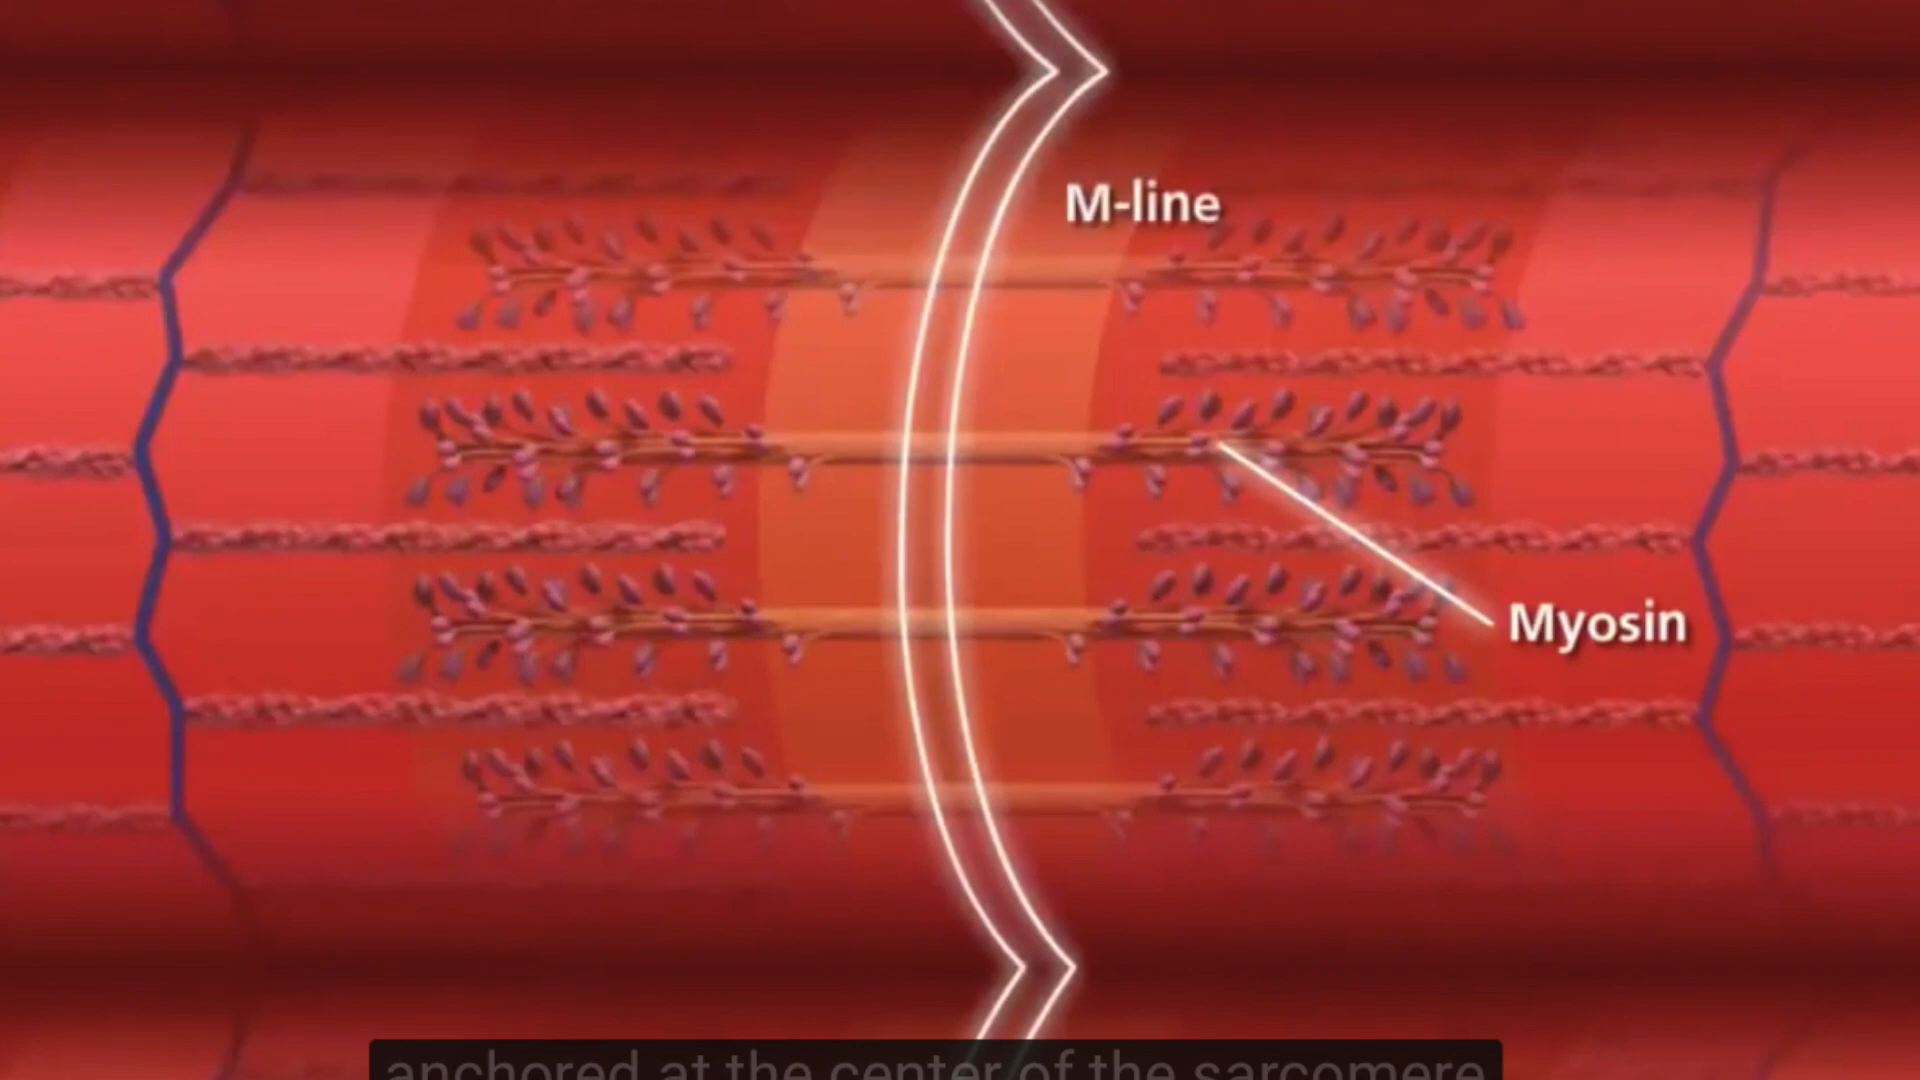 M-line
Myosin
anchored at the center of the sarcomere